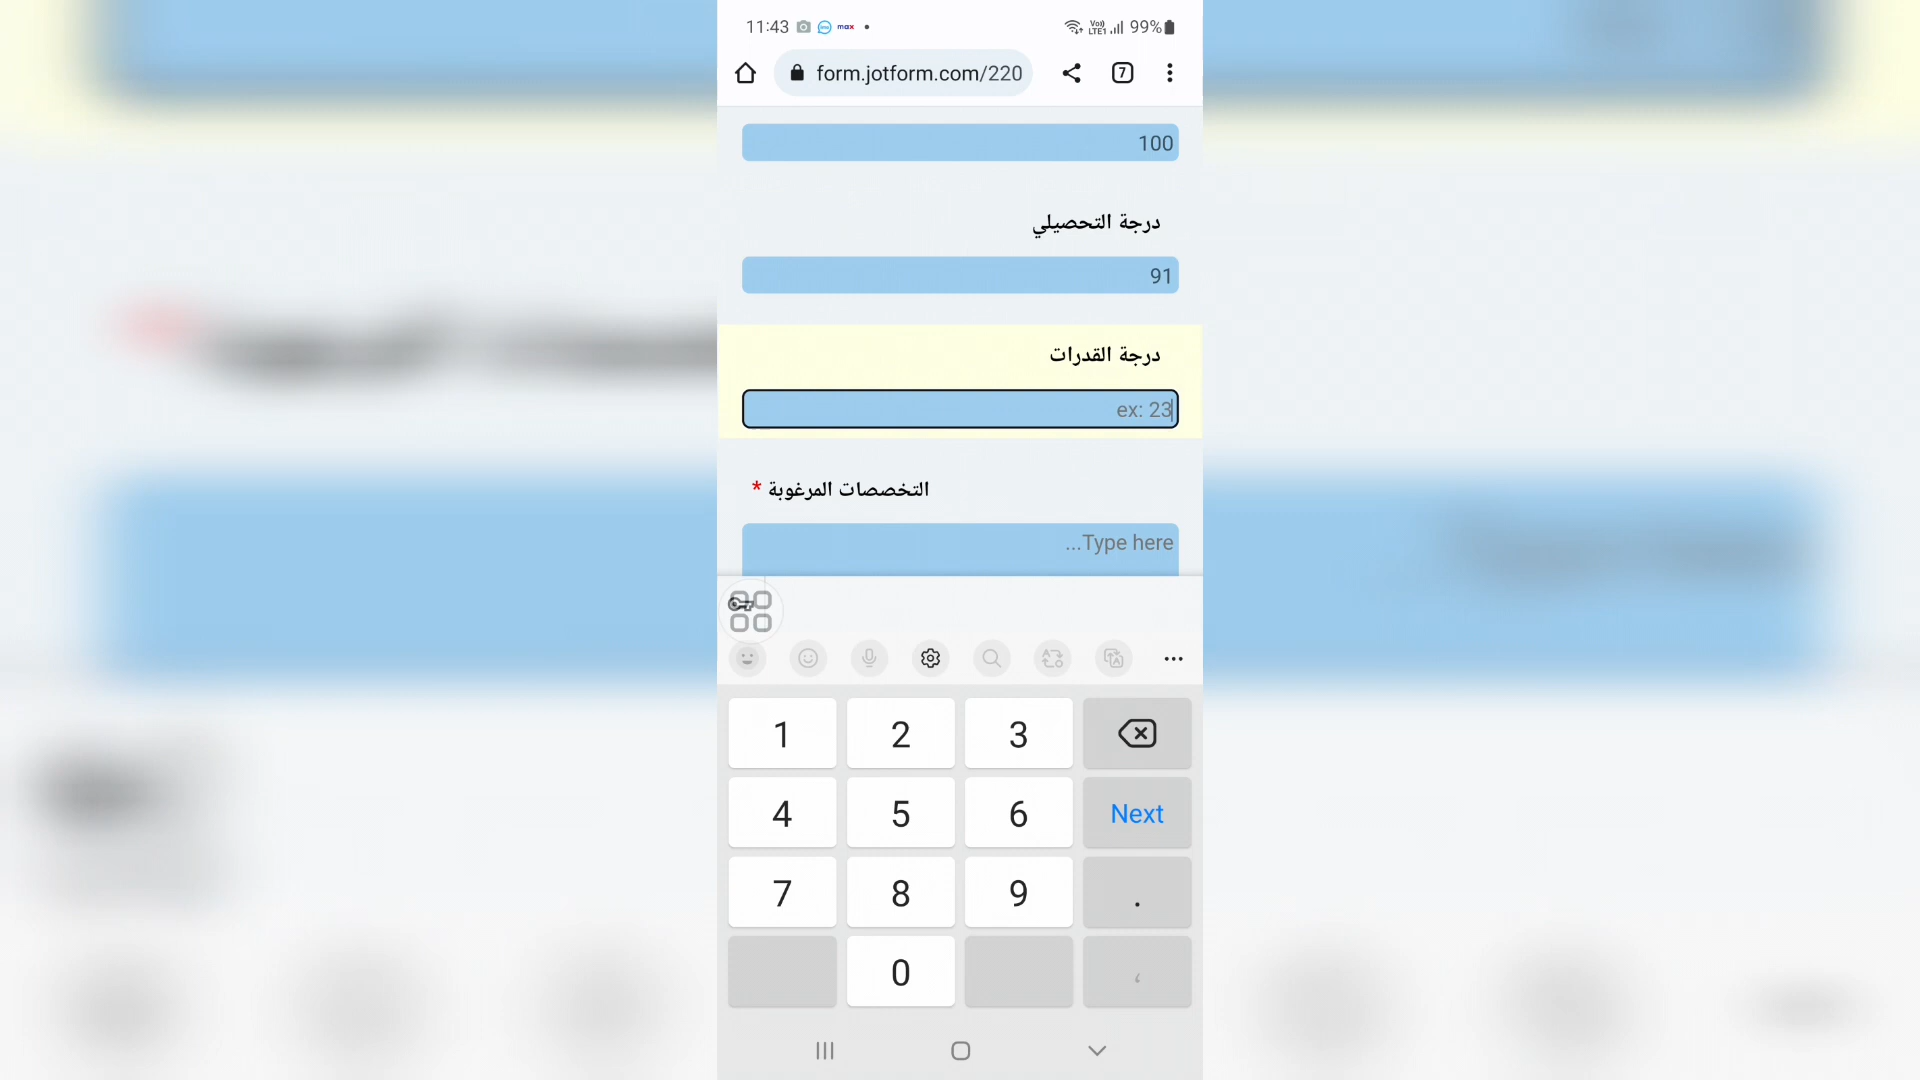 11:43 max 99%
form.jotform.com/220 7
100
درجة التحصيلي
91
درجة القدرات
ex: 23
التخصصات المرغوبة *
...Type here
1 2 3
4 5 6 Next
7 8 9 .
0 ،